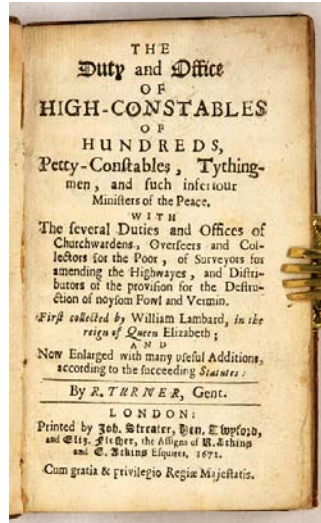 THE
Duty and Office
OF
HIGH-CONSTABLES
OF
HUNDREDS,
Petty-Conſtables, Tything-
men, and ſuch inferiour
Miniſters of the Peace.
WITH
The ſeveral Duties and Offices of
Churchwardens, Overſeers and Col-
lectors for the Poor, of Surveyors for
amending the Highwayes, and Diſtri-
butors of the proviſion for the Deſtru-
ction of noyſom Fowl and Vermin.
Firſt collected by William Lambard, in the
reign of Queen Elizabeth;
AND
Now Enlarged with many uſeful Additions,
according to the ſucceeding Statutes:
By R. TURNER, Gent.
LONDON:
Printed by Joh. Streater, Hen. Twyford,
and Eliz. Fleſher, the Aſsigns of R. Atkins
and E. Atkins Eſquires, 1671.
Cum gratia & privilegio Regiæ Majeſtatis.